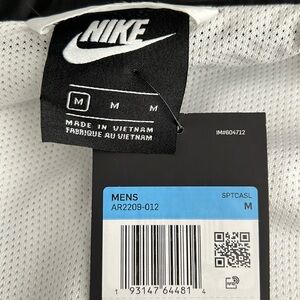 NIKE
M M M
MADE IN VIETNAM
FABRIQUE AU VIETNAM
IM#604712
MENS SPTCASL
AR2209-012 M
1 93147 64481 4